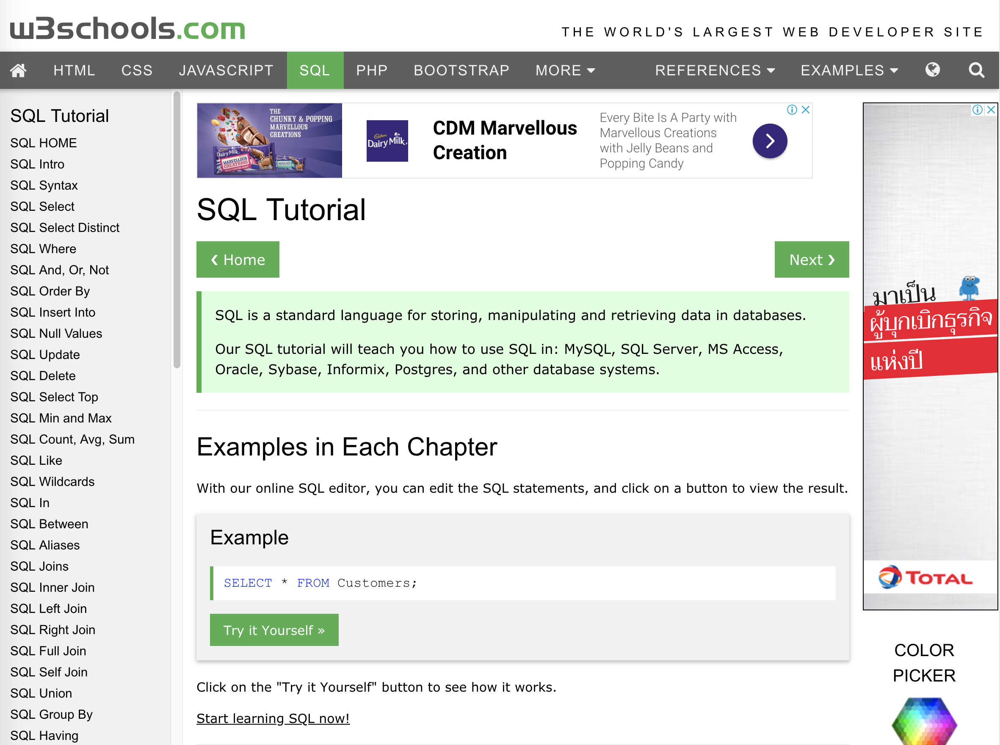 w3schools.com
THE WORLD'S LARGEST WEB DEVELOPER SITE
HTML CSS JAVASCRIPT SQL PHP BOOTSTRAP MORE REFERENCES EXAMPLES
SQL Tutorial
SQL HOME
SQL Intro
SQL Syntax
SQL Select
SQL Select Distinct
SQL Where
SQL And, Or, Not
SQL Order By
SQL Insert Into
SQL Null Values
SQL Update
SQL Delete
SQL Select Top
SQL Min and Max
SQL Count, Avg, Sum
SQL Like
SQL Wildcards
SQL In
SQL Between
SQL Aliases
SQL Joins
SQL Inner Join
SQL Left Join
SQL Right Join
SQL Full Join
SQL Self Join
SQL Union
SQL Group By
SQL Having
THE
CHUNKY & POPPING
MARVELLOUS
CREATIONS
Dairy Milk
MARVELLOUS
CREATIONS
JELLY POPPING CANDY
Cadbury
Dairy Milk.
CDM Marvellous
Creation
Every Bite Is A Party with
Marvellous Creations
with Jelly Beans and
Popping Candy
SQL Tutorial
❮ Home
Next ❯
SQL is a standard language for storing, manipulating and retrieving data in databases.
Our SQL tutorial will teach you how to use SQL in: MySQL, SQL Server, MS Access,
Oracle, Sybase, Informix, Postgres, and other database systems.
Examples in Each Chapter
With our online SQL editor, you can edit the SQL statements, and click on a button to view the result.
Example
SELECT * FROM Customers;
Try it Yourself »
Click on the "Try it Yourself" button to see how it works.
Start learning SQL now!
มาเป็น
ผู้บุกเบิกธุรกิจ
แห่งปี
TOTAL
COLOR
PICKER